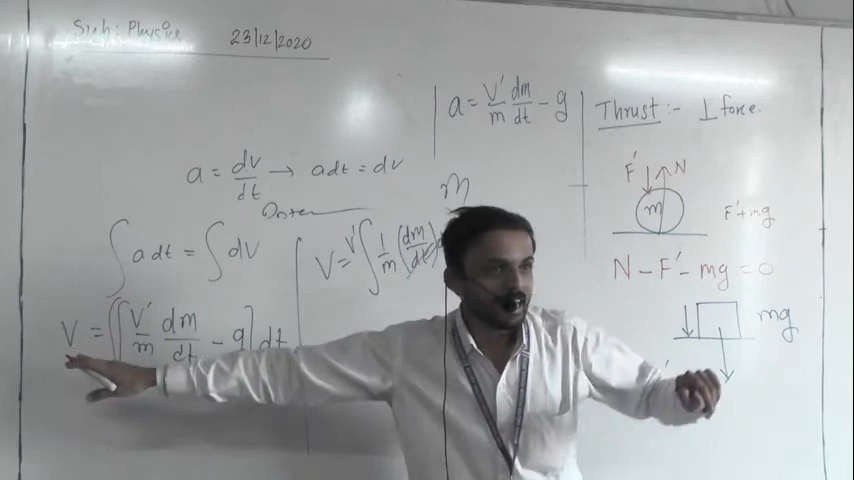 Sub: Physics 23/12/2020
a = V'/m dm/dt - g
Thrust :- ⊥ force.
a = dv/dt → a dt = dv
m
F' N
m F'+mg
∫ a dt = ∫ dv
V = V' ∫ 1/m (dm/dt)
N - F' - mg = 0
V = ∫ [V'/m dm/dt - g] dt
mg